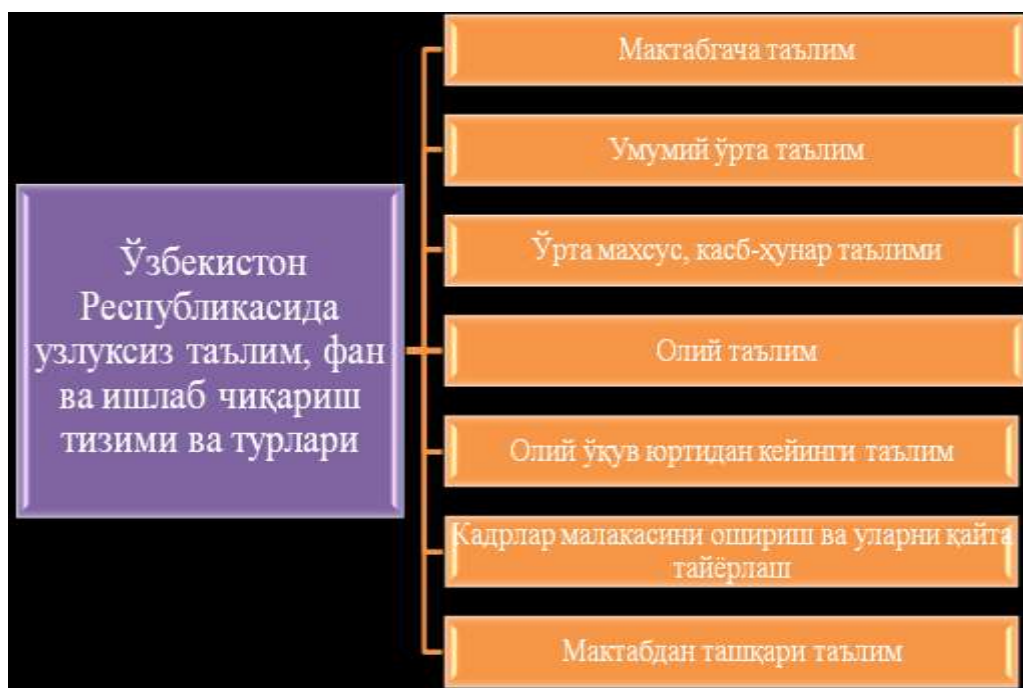 Ўзбекистон
Республикасида
узлуксиз таълим, фан
ва ишлаб чиқариш
тизими ва турлари
Мактабгача таълим
Умумий ўрта таълим
Ўрта махсус, касб-ҳунар таълими
Олий таълим
Олий ўқув юртидан кейинги таълим
Кадрлар малакасини ошириш ва уларни қайта
тайёрлаш
Мактабдан ташқари таълим